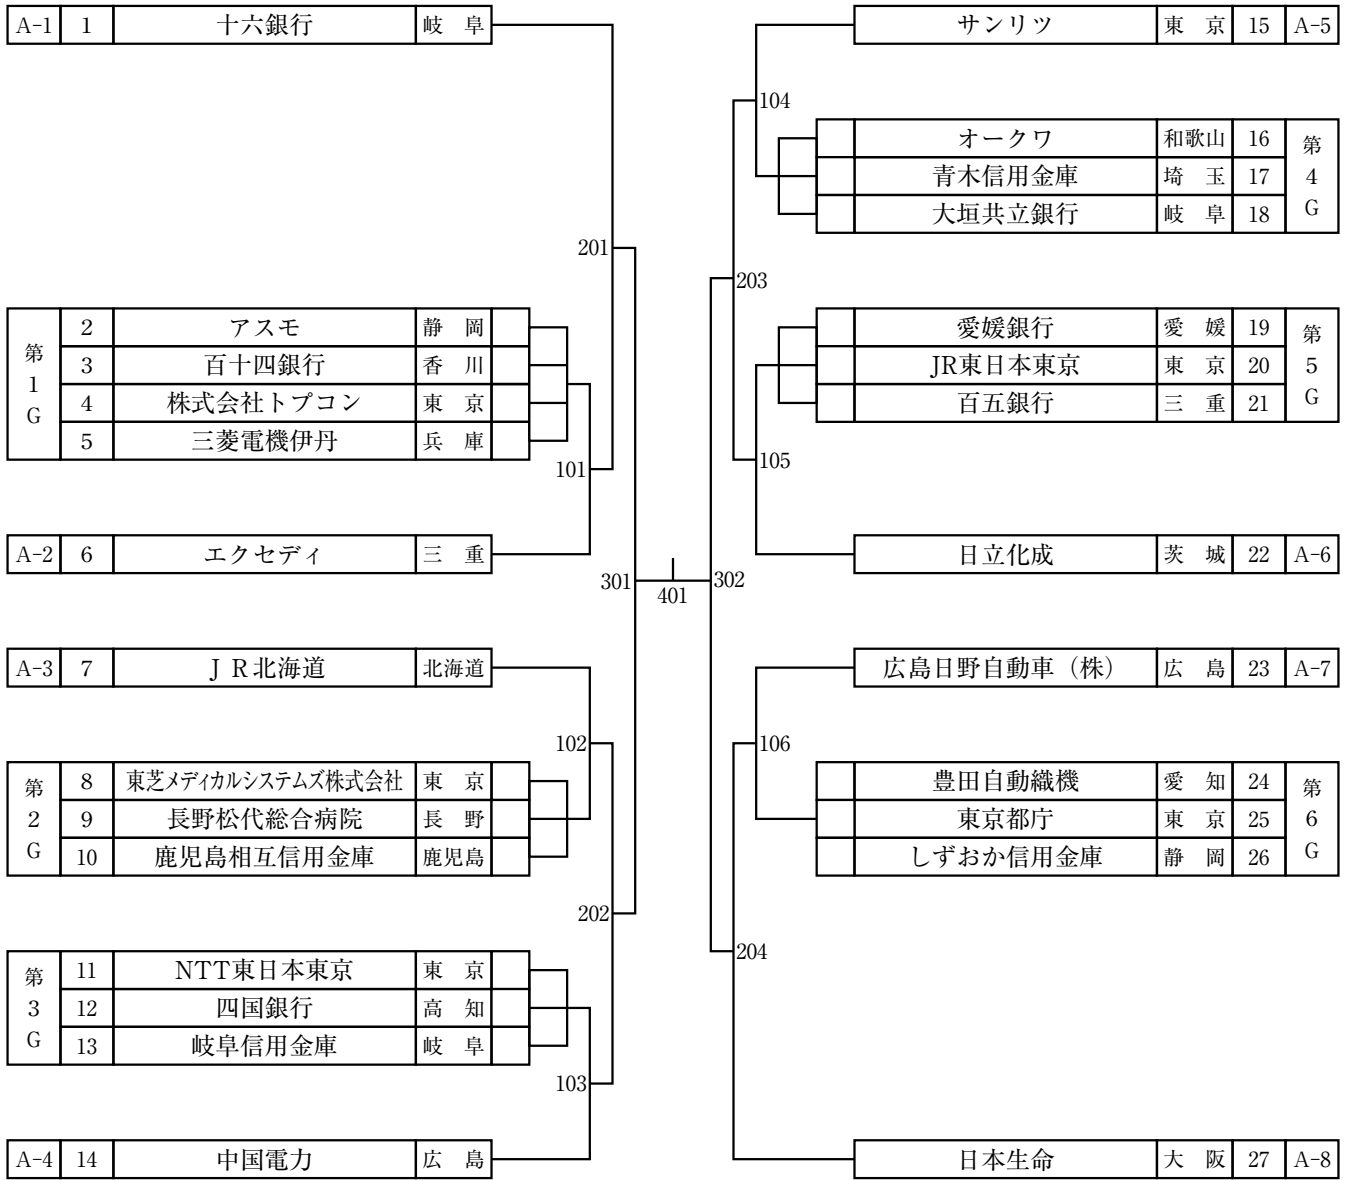 A-1 1 十六銀行 岐阜
201
第1G
2 アスモ 静岡
3 百十四銀行 香川
4 株式会社トプコン 東京
5 三菱電機伊丹 兵庫
101
A-2 6 エクセディ 三重
301
A-3 7 ＪＲ北海道 北海道
102
第2G
8 東芝メディカルシステムズ株式会社 東京
9 長野松代総合病院 長野
10 鹿児島相互信用金庫 鹿児島
202
第3G
11 NTT東日本東京 東京
12 四国銀行 高知
13 岐阜信用金庫 岐阜
103
A-4 14 中国電力 広島
401
サンリツ 東京 15 A-5
104
オークワ 和歌山 16
青木信用金庫 埼玉 17
大垣共立銀行 岐阜 18
第4G
203
愛媛銀行 愛媛 19
JR東日本東京 東京 20
百五銀行 三重 21
第5G
105
日立化成 茨城 22 A-6
302
広島日野自動車（株） 広島 23 A-7
106
豊田自動織機 愛知 24
東京都庁 東京 25
しずおか信用金庫 静岡 26
第6G
204
日本生命 大阪 27 A-8